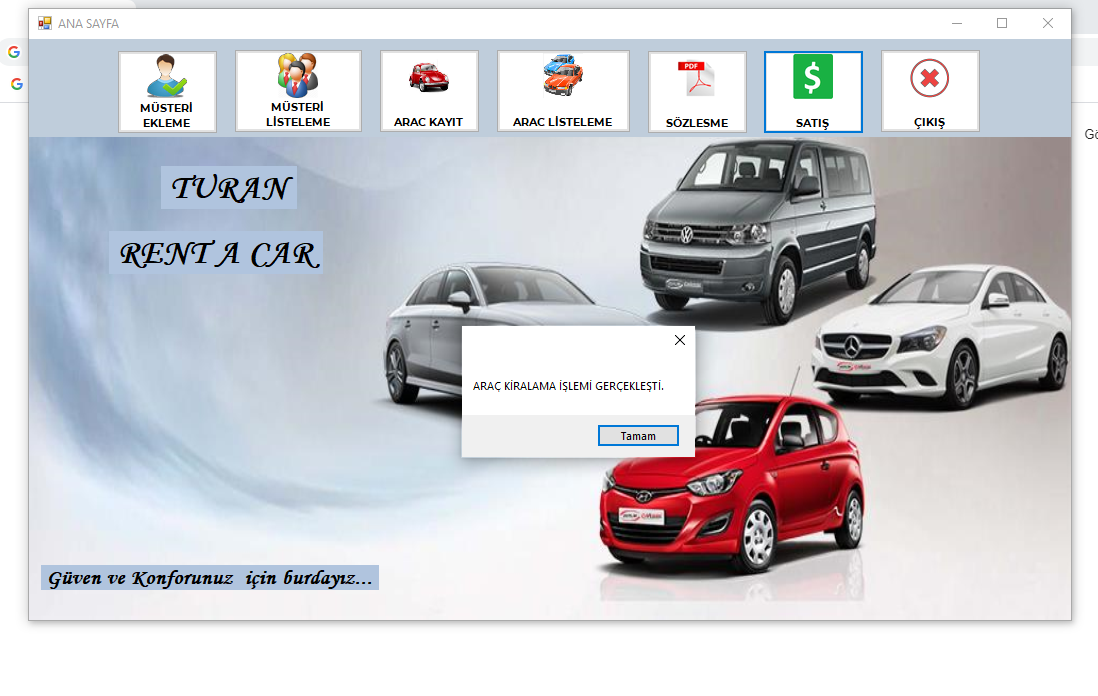 ANA SAYFA
MÜSTERİ
EKLEME
MÜSTERİ
LİSTELEME
ARAC KAYIT
ARAC LİSTELEME
PDF
SÖZLESME
$
SATIŞ
ÇIKIŞ
TURAN
RENT A CAR
ARAÇ KİRALAMA İŞLEMİ GERÇEKLEŞTİ.
Tamam
Güven ve Konforunuz için burdayız...
G
G
Gö